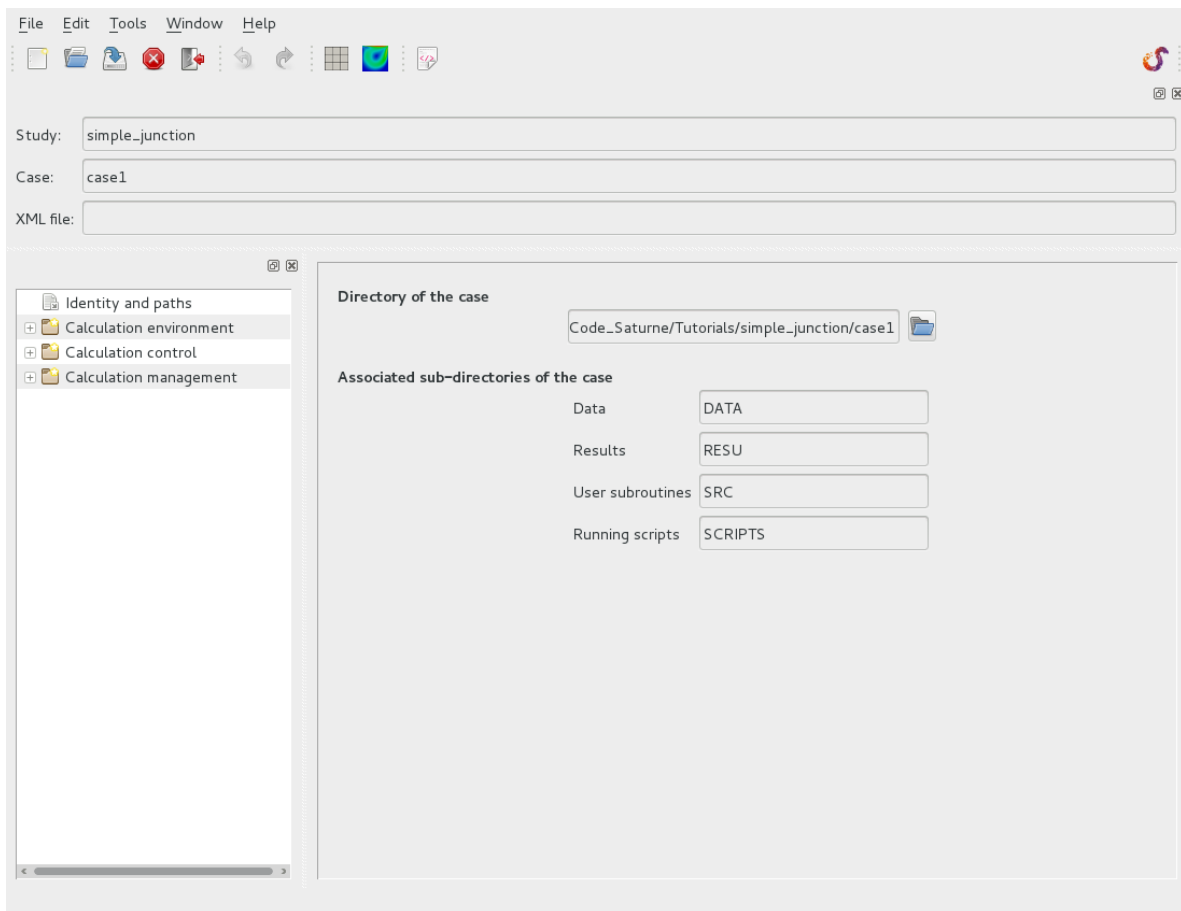 File Edit Tools Window Help
Study: simple_junction
Case: case1
XML file:
Identity and paths
Calculation environment
Calculation control
Calculation management
Directory of the case
Code_Saturne/Tutorials/simple_junction/case1
Associated sub-directories of the case
Data DATA
Results RESU
User subroutines SRC
Running scripts SCRIPTS